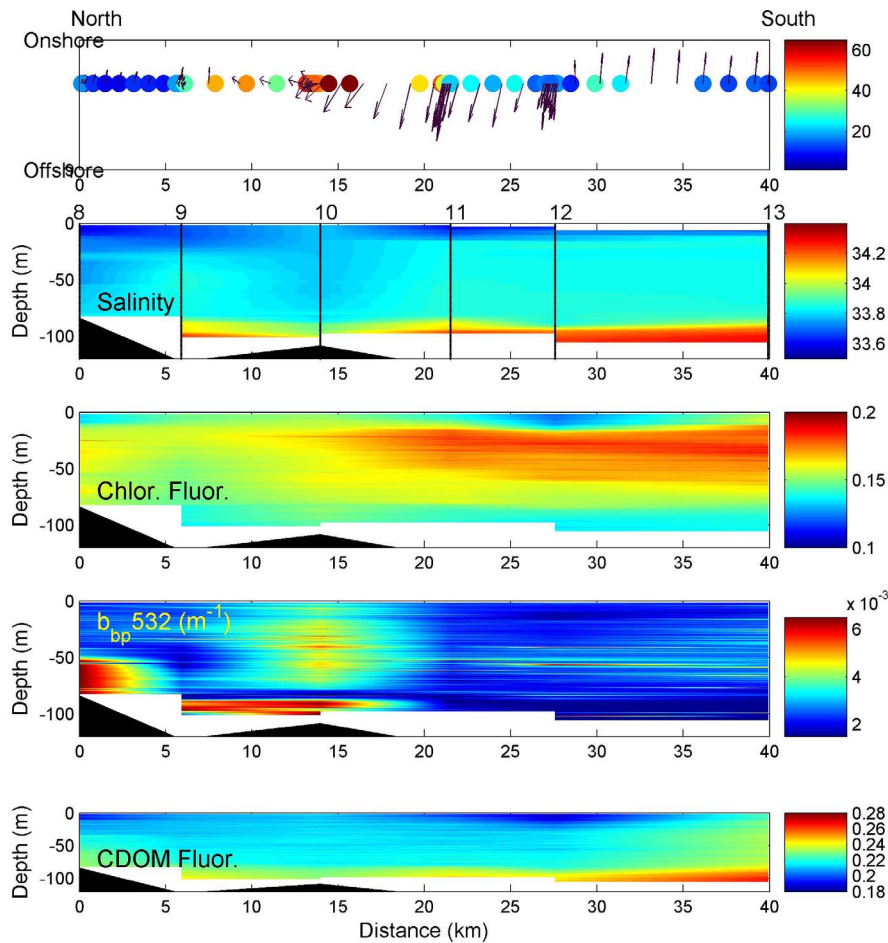 North South
Onshore
Offshore
9
60
40
20
0 5 10 15 20 25 30 35 40
8 9 10 11 12 13
0
-50
-100
Depth (m)
Salinity
34.2
34
33.8
33.6
0 5 10 15 20 25 30 35 40
0
-50
-100
Depth (m)
Chlor. Fluor.
0.2
0.15
0.1
0 5 10 15 20 25 30 35 40
x 10-3
0
-50
-100
Depth (m)
bbp532 (m-1)
6
4
2
0 5 10 15 20 25 30 35 40
0
-50
-100
Depth (m)
CDOM Fluor.
0.28
0.26
0.24
0.22
0.2
0.18
0 5 10 15 20 25 30 35 40
Distance (km)